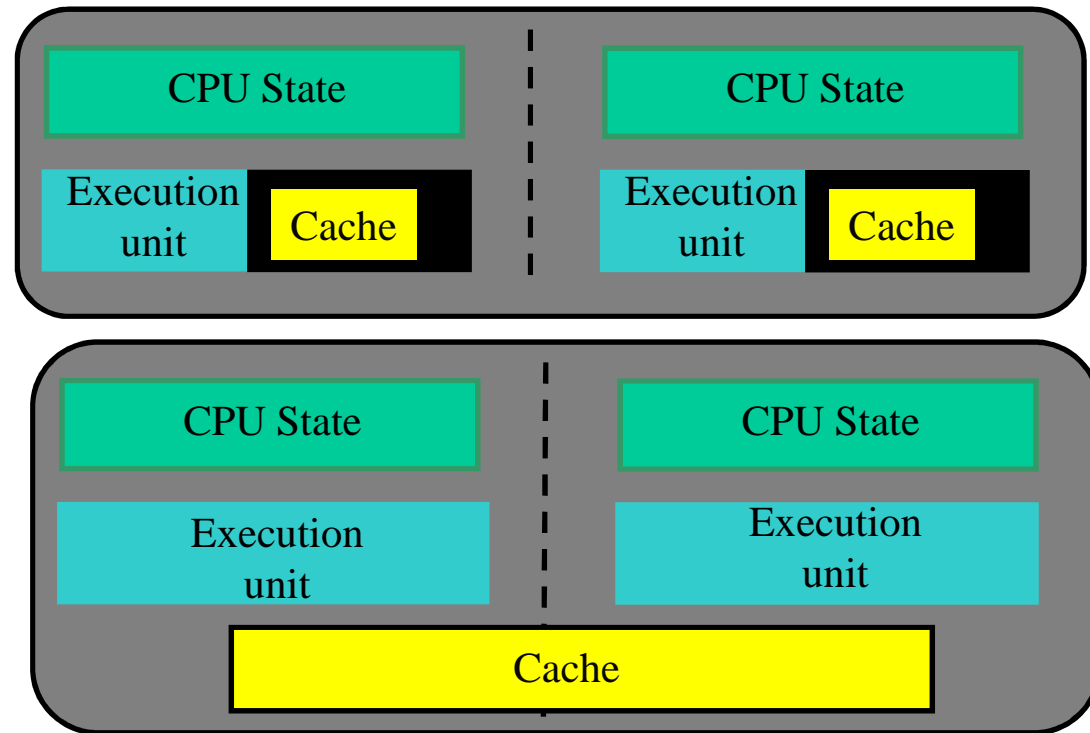 CPU State
CPU State
Execution
unit
Cache
Execution
unit
Cache
CPU State
CPU State
Execution
unit
Execution
unit
Cache